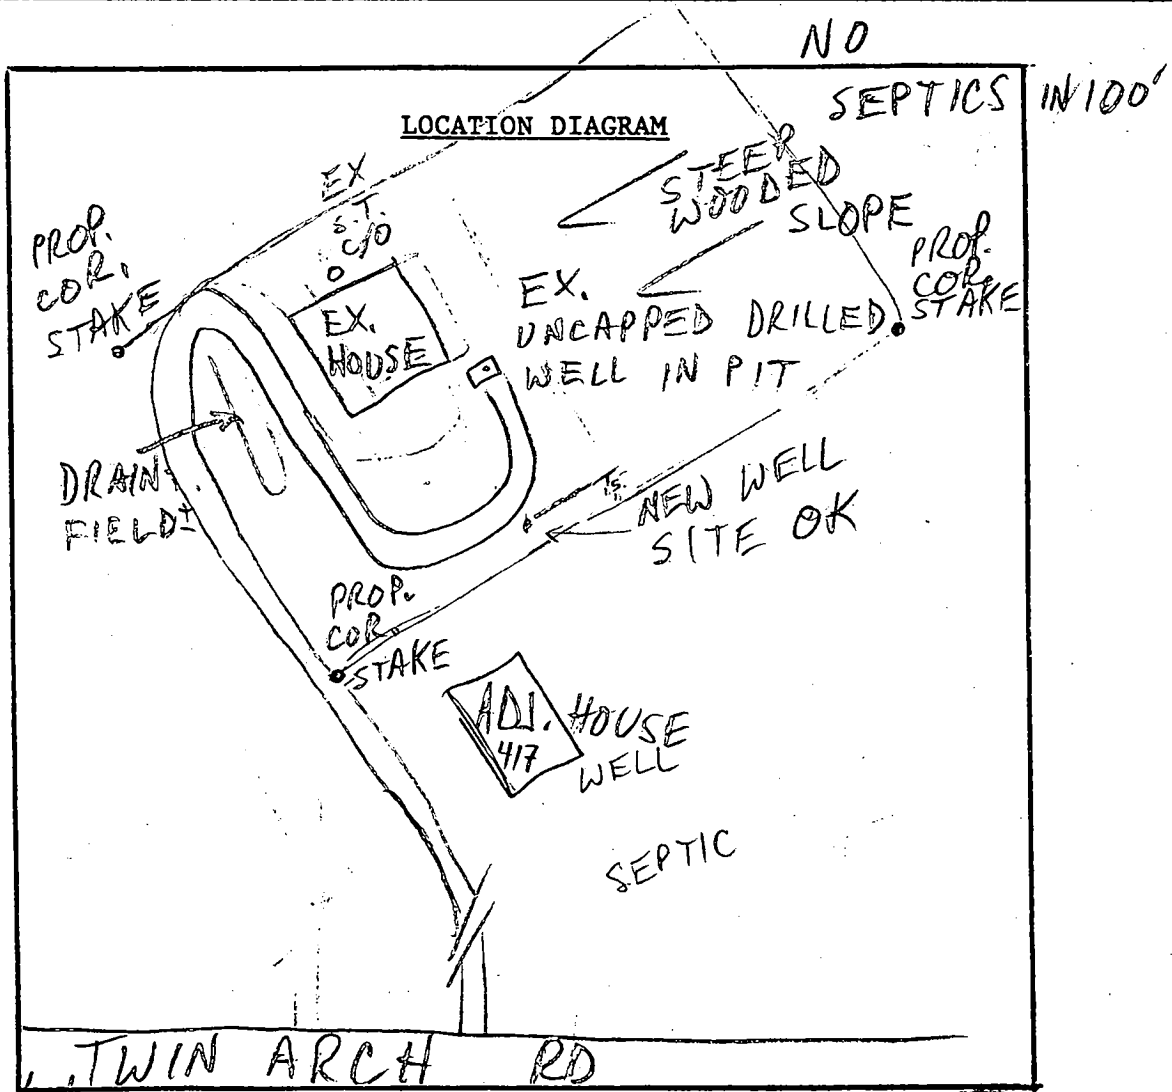 NO
SEPTICS IN 100'
LOCATION DIAGRAM
EX
S.T.
C/O
STEEP
WOODED
SLOPE
PROP.
COR.
STAKE
PROP.
COR.
STAKE
EX.
HOUSE
EX.
UNCAPPED DRILLED
WELL IN PIT
DRAIN
FIELD±
15
NEW WELL
SITE OK
PROP.
COR.
STAKE
ADJ. HOUSE
417
WELL
SEPTIC
TWIN ARCH RD